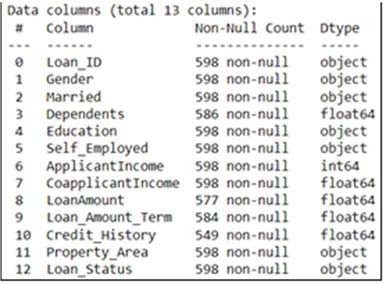 Data columns (total 13 columns):
# Column Non-Null Count Dtype
--- ------ -------------- -----
0 Loan_ID 598 non-null object
1 Gender 598 non-null object
2 Married 598 non-null object
3 Dependents 586 non-null float64
4 Education 598 non-null object
5 Self_Employed 598 non-null object
6 ApplicantIncome 598 non-null int64
7 CoapplicantIncome 598 non-null float64
8 LoanAmount 577 non-null float64
9 Loan_Amount_Term 584 non-null float64
10 Credit_History 549 non-null float64
11 Property_Area 598 non-null object
12 Loan_Status 598 non-null object